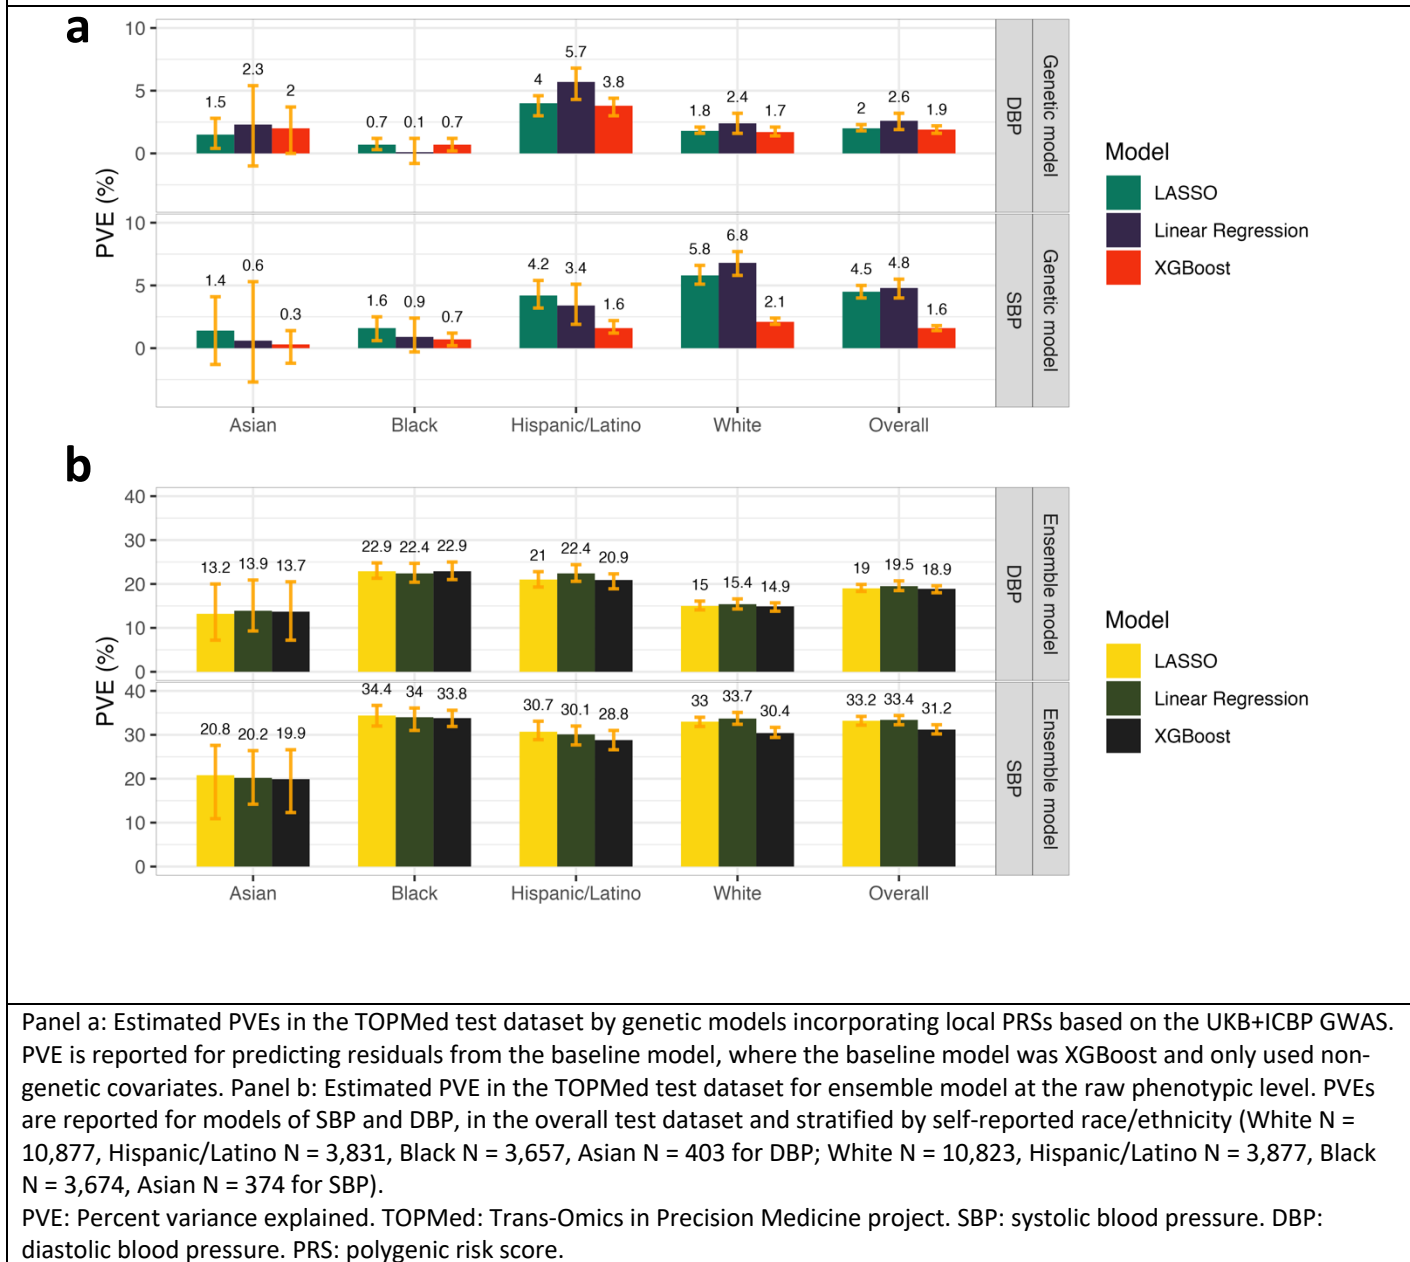 a
10
5
0
10
5
0
PVE (%)
1.5
2.3
2
0.7
0.1
0.7
4
5.7
3.8
1.8
2.4
1.7
2
2.6
1.9
DBP
Genetic model
1.4
0.6
0.3
1.6
0.9
0.7
4.2
3.4
1.6
5.8
6.8
2.1
4.5
4.8
1.6
SBP
Genetic model
Asian
Black
Hispanic/Latino
White
Overall
Model
LASSO
Linear Regression
XGBoost
b
40
30
20
10
0
40
30
20
10
0
PVE (%)
13.2
13.9
13.7
22.9
22.4
22.9
21
22.4
20.9
15
15.4
14.9
19
19.5
18.9
DBP
Ensemble model
20.8
20.2
19.9
34.4
34
33.8
30.7
30.1
28.8
33
33.7
30.4
33.2
33.4
31.2
SBP
Ensemble model
Asian
Black
Hispanic/Latino
White
Overall
Model
LASSO
Linear Regression
XGBoost
Panel a: Estimated PVEs in the TOPMed test dataset by genetic models incorporating local PRSs based on the UKB+ICBP GWAS.
PVE is reported for predicting residuals from the baseline model, where the baseline model was XGBoost and only used non-
genetic covariates. Panel b: Estimated PVE in the TOPMed test dataset for ensemble model at the raw phenotypic level. PVEs
are reported for models of SBP and DBP, in the overall test dataset and stratified by self-reported race/ethnicity (White N =
10,877, Hispanic/Latino N = 3,831, Black N = 3,657, Asian N = 403 for DBP; White N = 10,823, Hispanic/Latino N = 3,877, Black
N = 3,674, Asian N = 374 for SBP).
PVE: Percent variance explained. TOPMed: Trans-Omics in Precision Medicine project. SBP: systolic blood pressure. DBP:
diastolic blood pressure. PRS: polygenic risk score.